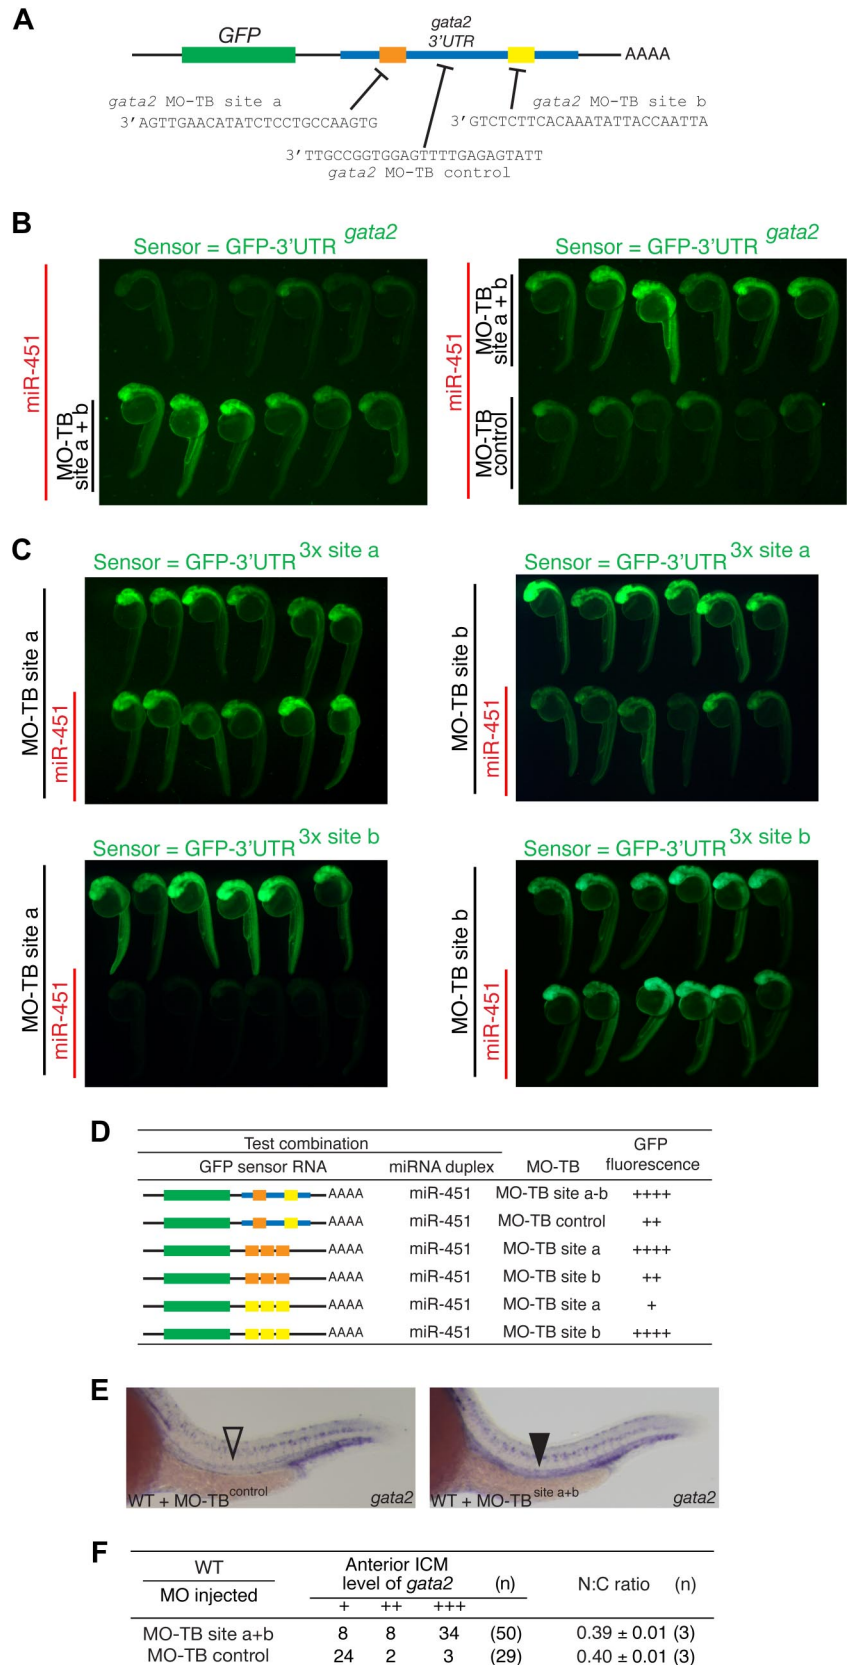 A
GFP
gata2
3'UTR
AAAA
gata2 MO-TB site a
3'AGTTGAACATATCTCCTGCCAAGTG
gata2 MO-TB site b
3'GTCTCTTCACAAATATTACCAATTA
3'TTGCCGGTGGAGTTTTGAGAGTATT
gata2 MO-TB control
B
Sensor = GFP-3'UTR gata2
miR-451
MO-TB
site a + b
Sensor = GFP-3'UTR gata2
miR-451
MO-TB
site a + b
MO-TB
control
C
Sensor = GFP-3'UTR 3x site a
MO-TB site a
miR-451
Sensor = GFP-3'UTR 3x site a
MO-TB site b
miR-451
Sensor = GFP-3'UTR 3x site b
MO-TB site a
miR-451
Sensor = GFP-3'UTR 3x site b
MO-TB site b
miR-451
D
Test combination
GFP
fluorescence
GFP sensor RNA miRNA duplex MO-TB
AAAA miR-451 MO-TB site a-b ++++
AAAA miR-451 MO-TB control ++
AAAA miR-451 MO-TB site a ++++
AAAA miR-451 MO-TB site b ++
AAAA miR-451 MO-TB site a +
AAAA miR-451 MO-TB site b ++++
E
WT + MO-TB control gata2
WT + MO-TB site a+b gata2
F
WT
MO injected
Anterior ICM
level of gata2 (n) N:C ratio (n)
+ ++ +++
MO-TB site a+b 8 8 34 (50) 0.39 ± 0.01 (3)
MO-TB control 24 2 3 (29) 0.40 ± 0.01 (3)